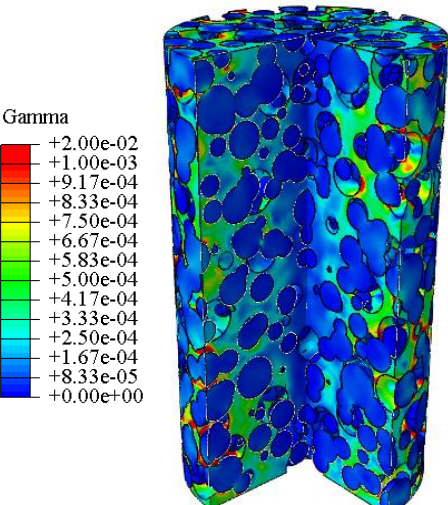 Gamma
+2.00e-02
+1.00e-03
+9.17e-04
+8.33e-04
+7.50e-04
+6.67e-04
+5.83e-04
+5.00e-04
+4.17e-04
+3.33e-04
+2.50e-04
+1.67e-04
+8.33e-05
+0.00e+00